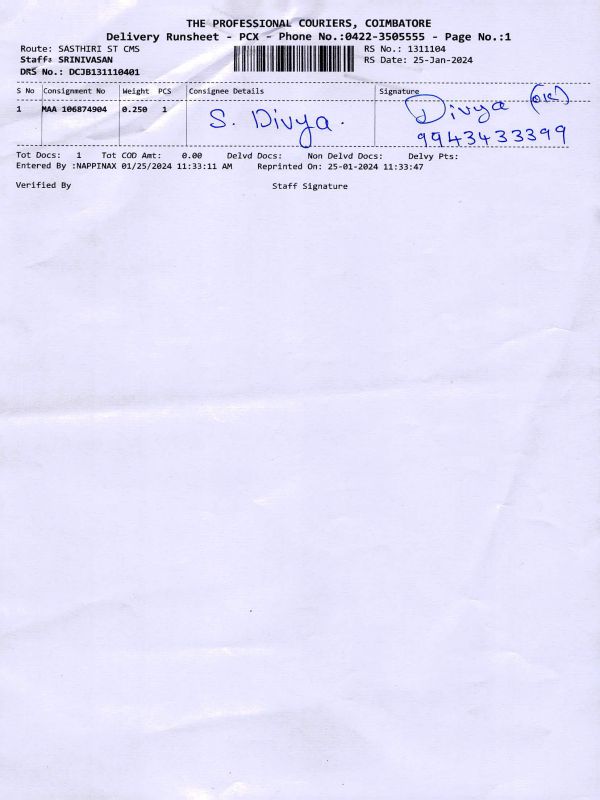 THE PROFESSIONAL COURIERS, COIMBATORE
Delivery Runsheet - PCX - Phone No.:0422-3505555 - Page No.:1
Route: SASTHIRI ST CMS RS No.: 1311104
Staff: SRINIVASAN RS Date: 25-Jan-2024
DRS No.: DCJB131110401
S No Consignment No Weight PCS Consignee Details Signature
1 MAA 106874904 0.250 1 S. Divya. Divya
9943433399
Tot Docs: 1 Tot COD Amt: 0.00 Delvd Docs: Non Delvd Docs: Delvy Pts:
Entered By :NAPPINAX 01/25/2024 11:33:11 AM Reprinted On: 25-01-2024 11:33:47
Verified By Staff Signature